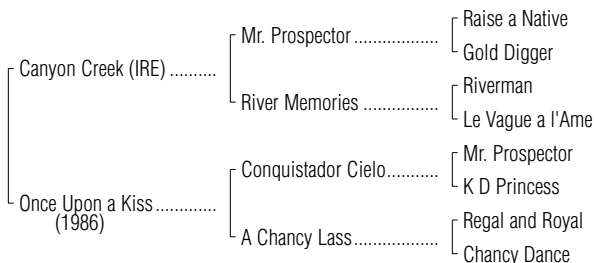 Raise a Native
Mr. Prospector ..................
Gold Digger
Canyon Creek (IRE) ..........
Riverman
River Memories ................
Le Vague a l'Ame
Mr. Prospector
Conquistador Cielo...........
K D Princess
Once Upon a Kiss.............
(1986)
Regal and Royal
A Chancy Lass..................
Chancy Dance